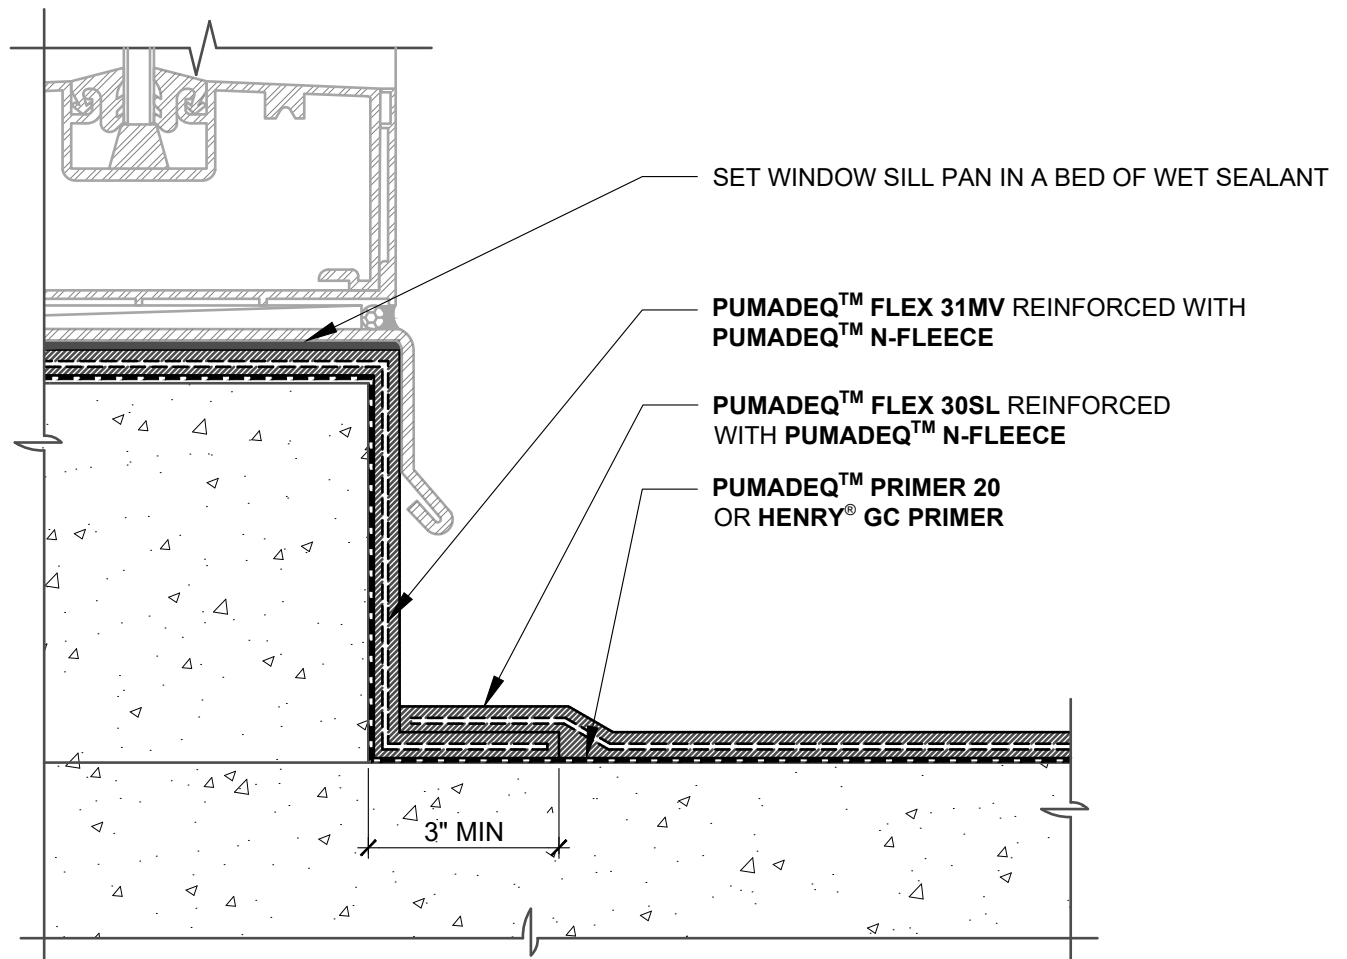 SET WINDOW SILL PAN IN A BED OF WET SEALANT
PUMADEQ™ FLEX 31MV REINFORCED WITH
PUMADEQ™ N-FLEECE
PUMADEQ™ FLEX 30SL REINFORCED
WITH PUMADEQ™ N-FLEECE
PUMADEQ™ PRIMER 20
OR HENRY® GC PRIMER
3" MIN